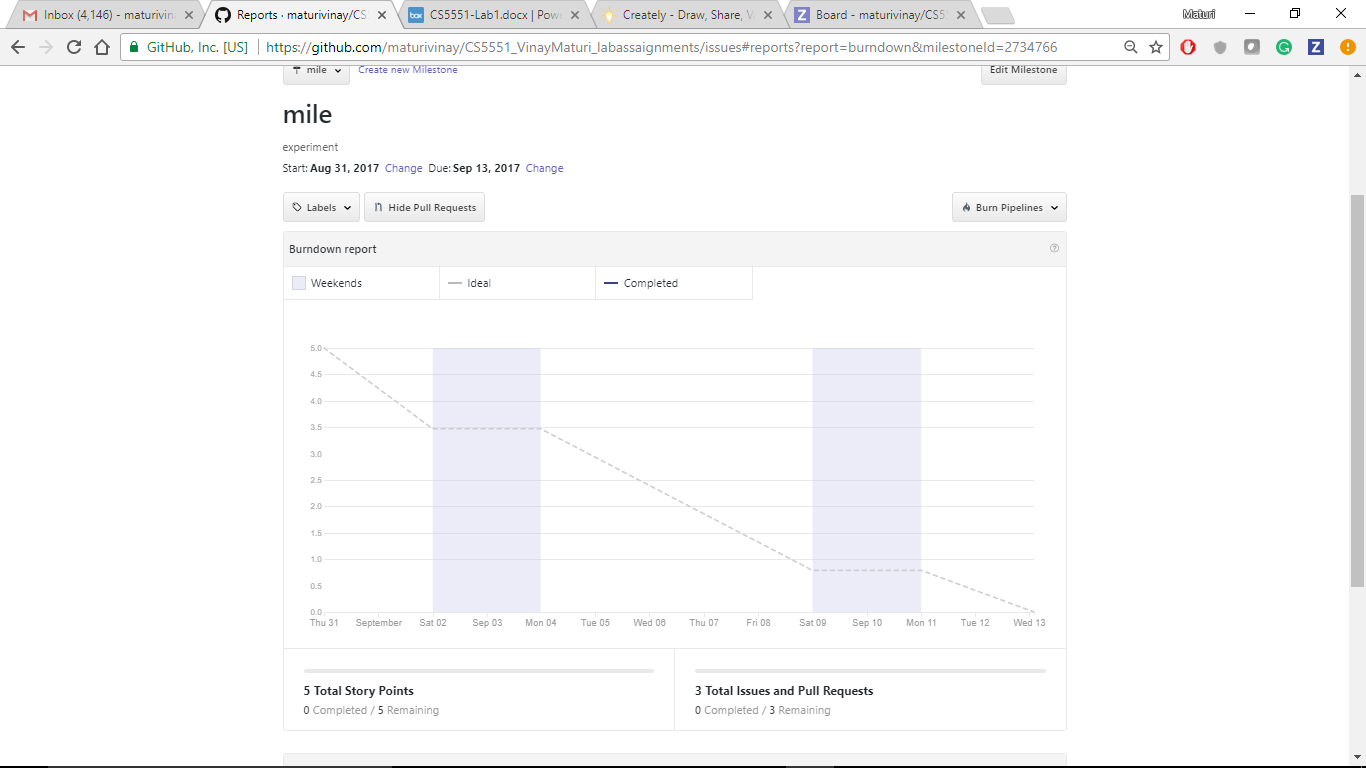 Inbox (4,146) - maturivin
Reports · maturivinay/CS
CS5551-Lab1.docx | Pow
Creately - Draw, Share, V
Board - maturivinay/CS5
Maturi
GitHub, Inc. [US]
https://github.com/maturivinay/CS5551_VinayMaturi_labassaignments/issues#reports?report=burndown&milestoneId=2734766
mile
Create new Milestone
Edit Milestone
mile
experiment
Start: Aug 31, 2017 Change Due: Sep 13, 2017 Change
Labels
Hide Pull Requests
Burn Pipelines
Burndown report
Weekends
Ideal
Completed
5.0
4.5
4.0
3.5
3.0
2.5
2.0
1.5
1.0
0.5
0.0
Thu 31 September Sat 02 Sep 03 Mon 04 Tue 05 Wed 06 Thu 07 Fri 08 Sat 09 Sep 10 Mon 11 Tue 12 Wed 13
5 Total Story Points
0 Completed / 5 Remaining
3 Total Issues and Pull Requests
0 Completed / 3 Remaining